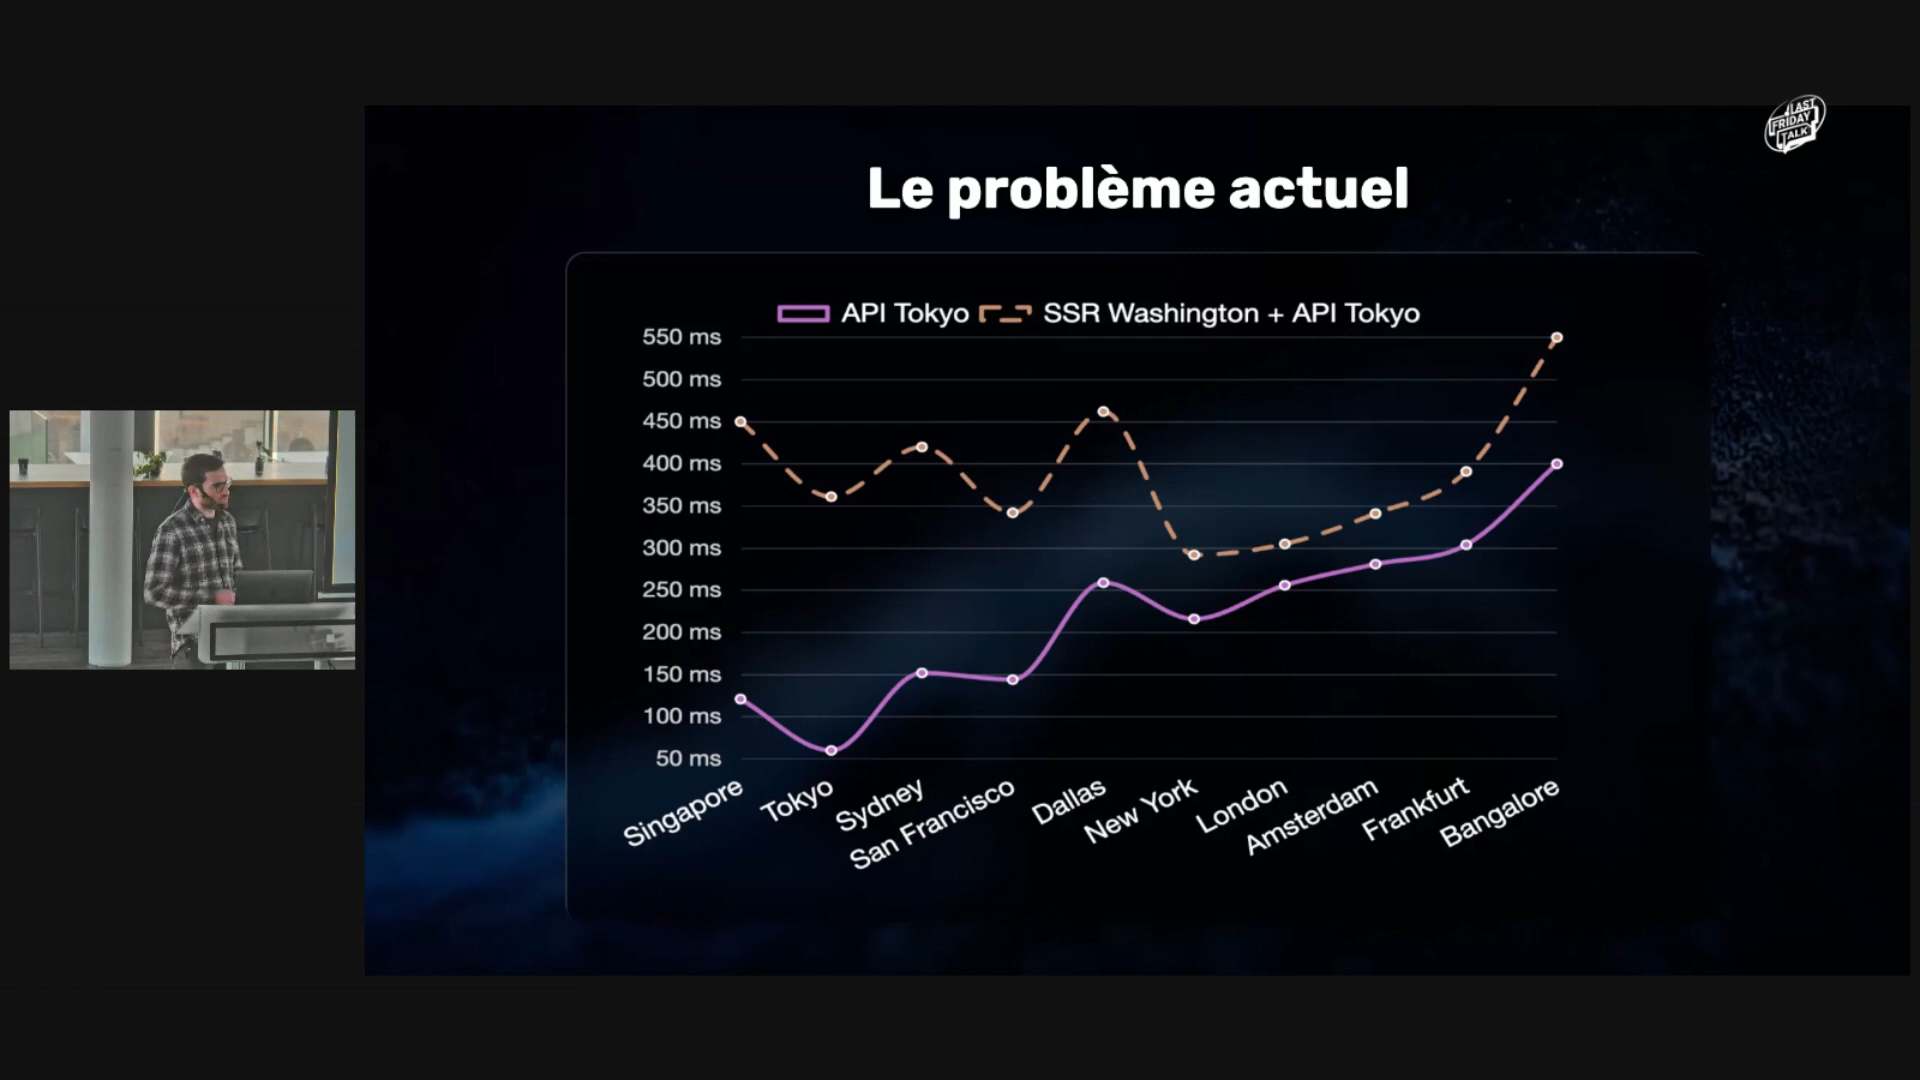 LAST
FRIDAY
TALK
Le problème actuel
API Tokyo
SSR Washington + API Tokyo
550 ms
500 ms
450 ms
400 ms
350 ms
300 ms
250 ms
200 ms
150 ms
100 ms
50 ms
Singapore
Tokyo
Sydney
San Francisco
Dallas
New York
London
Amsterdam
Frankfurt
Bangalore